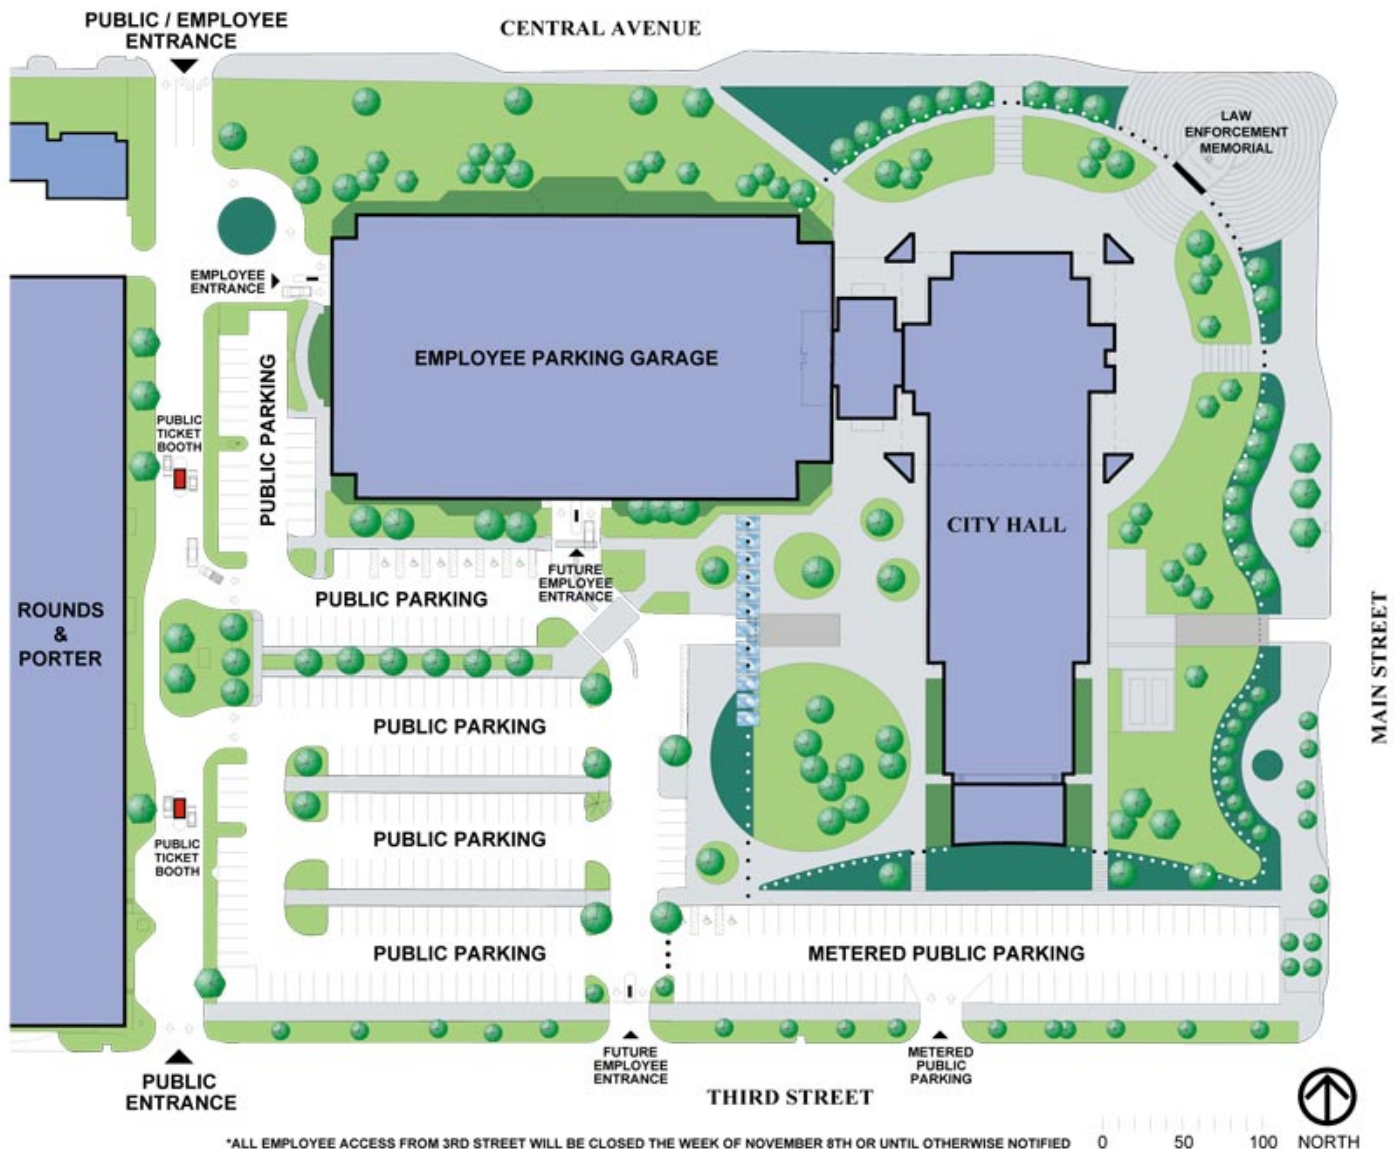 PUBLIC / EMPLOYEE
ENTRANCE
CENTRAL AVENUE
LAW
ENFORCEMENT
MEMORIAL
EMPLOYEE
ENTRANCE
EMPLOYEE PARKING GARAGE
PUBLIC PARKING
PUBLIC
TICKET
BOOTH
CITY HALL
FUTURE
EMPLOYEE
ENTRANCE
PUBLIC PARKING
ROUNDS
&
PORTER
MAIN STREET
PUBLIC PARKING
PUBLIC PARKING
PUBLIC
TICKET
BOOTH
PUBLIC PARKING
METERED PUBLIC PARKING
FUTURE
EMPLOYEE
ENTRANCE
METERED
PUBLIC
PARKING
PUBLIC
ENTRANCE
THIRD STREET
*ALL EMPLOYEE ACCESS FROM 3RD STREET WILL BE CLOSED THE WEEK OF NOVEMBER 8TH OR UNTIL OTHERWISE NOTIFIED
0 50 100
NORTH